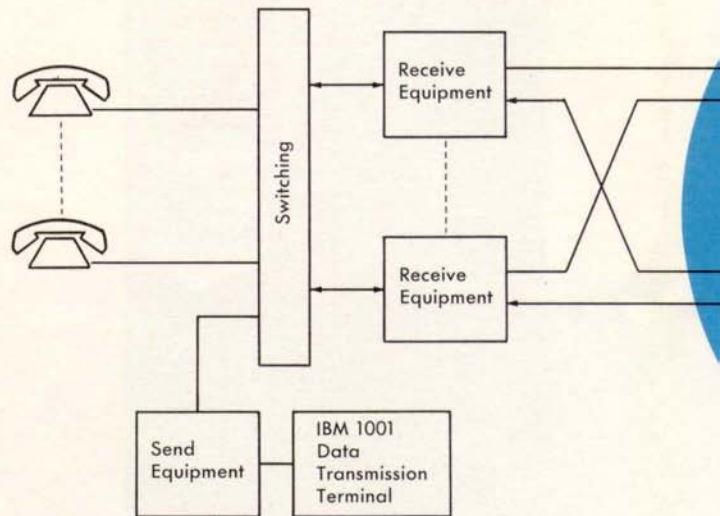 Receive
Equipment
Switching
Receive
Equipment
Send
Equipment
IBM 1001
Data
Transmission
Terminal